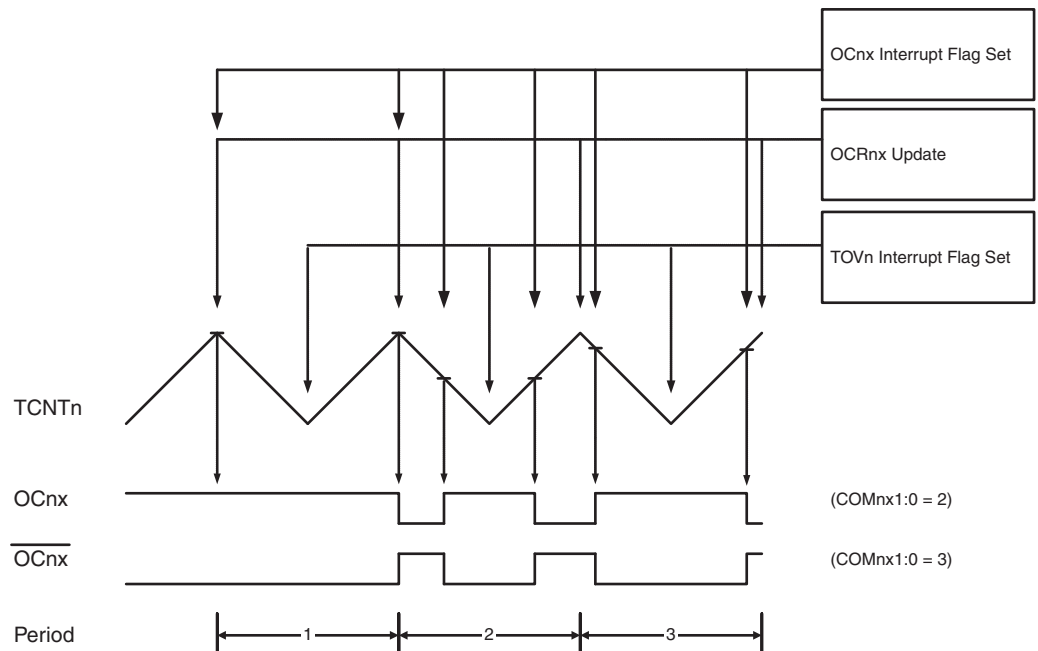 OCnx Interrupt Flag Set
OCRnx Update
TOVn Interrupt Flag Set
TCNTn
OCnx
(COMnx1:0 = 2)
OCnx
(COMnx1:0 = 3)
Period
1
2
3